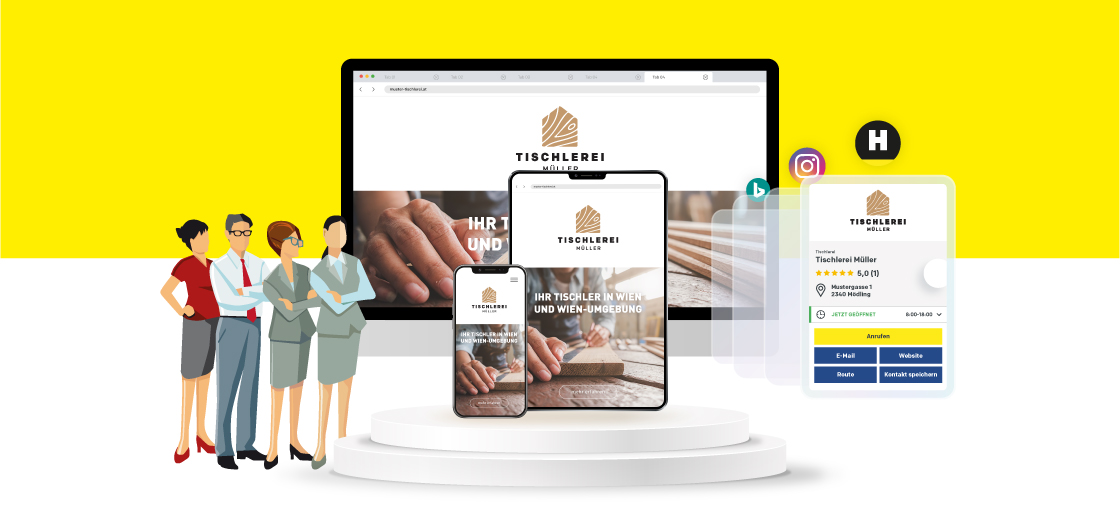 Tab 04
muster-tischlerei.at
TISCHLEREI
MÜLLER
IHR T
UND
TISCHLEREI
MÜLLER
IHR TISCHLER IN WIEN
UND WIEN-UMGEBUNG
TISCHLEREI
MÜLLER
IHR TISCHLER IN WIEN
UND WIEN-UMGEBUNG
H
TISCHLEREI
MÜLLER
Tischlerei
Tischlerei Müller
5,0 (1)
Mustergasse 1
2340 Mödling
JETZT GEÖFFNET 8:00-18:00
Anrufen
E-Mail Website
Route Kontakt speichern